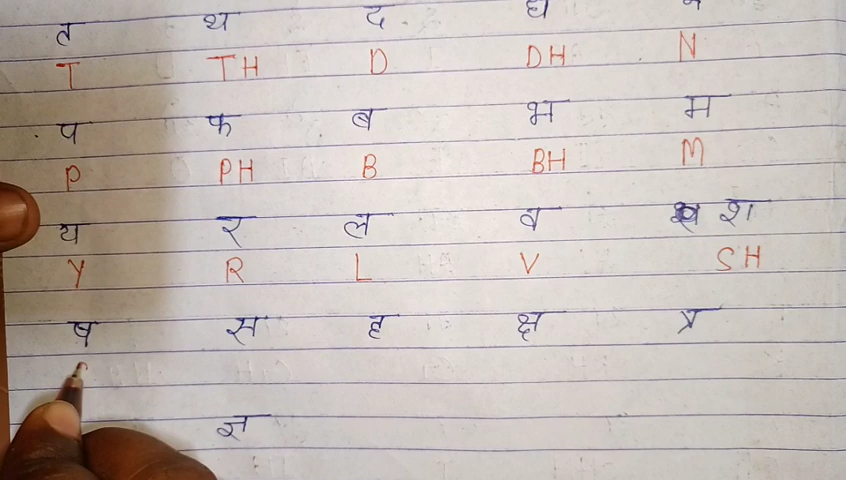 त थ द ध
T TH D DH N
प फ ब भ म
P PH B BH M
य र ल व श
Y R L V SH
ष स ह क्ष त्र
ज्ञ